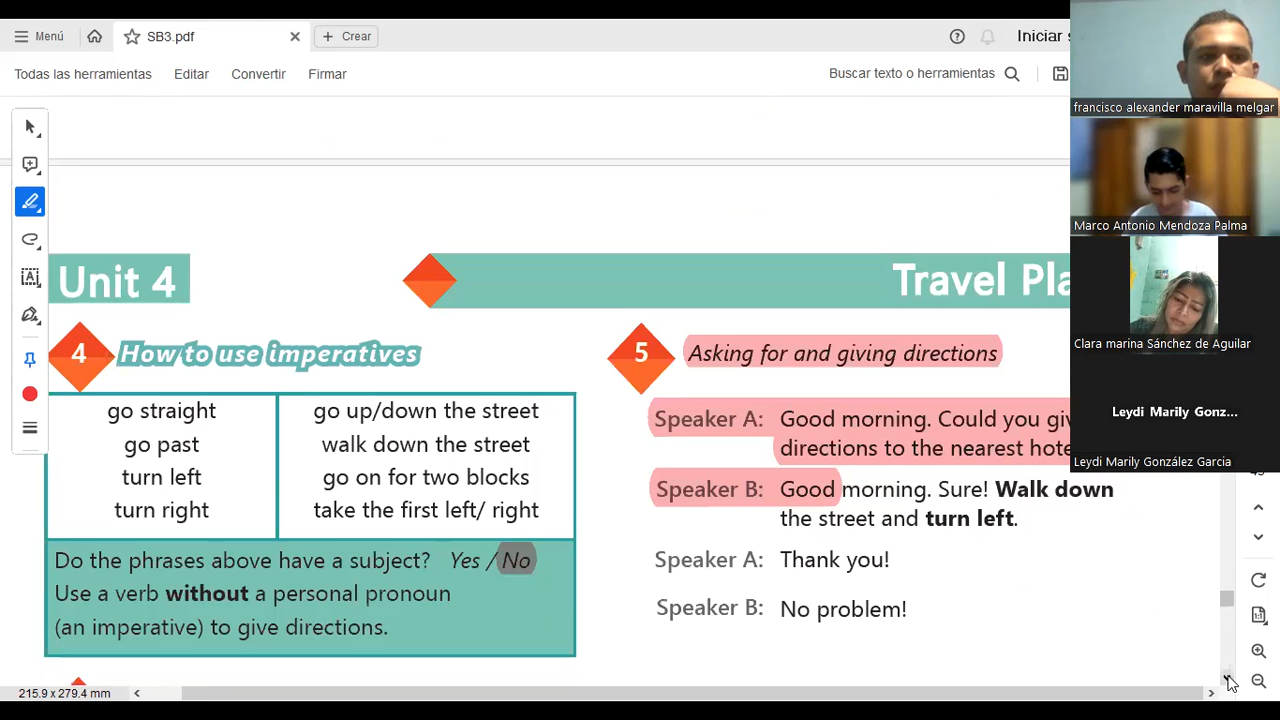 Menú
SB3.pdf
Crear
Iniciar
Todas las herramientas
Editar
Convertir
Firmar
Buscar texto o herramientas
francisco alexander maravilla melgar
Marco Antonio Mendoza Palma
Clara marina Sánchez de Aguilar
Leydi Marily Gonz...
Leydi Marily González Garcia
Unit 4
Travel
4
How to use imperatives
go straight
go past
turn left
turn right
go up/down the street
walk down the street
go on for two blocks
take the first left/ right
Do the phrases above have a subject? Yes / No
Use a verb without a personal pronoun
(an imperative) to give directions.
5
Asking for and giving directions
Speaker A: Good morning. Could you
directions to the nearest
Speaker B: Good morning. Sure! Walk down
the street and turn left.
Speaker A: Thank you!
Speaker B: No problem!
215.9 x 279.4 mm